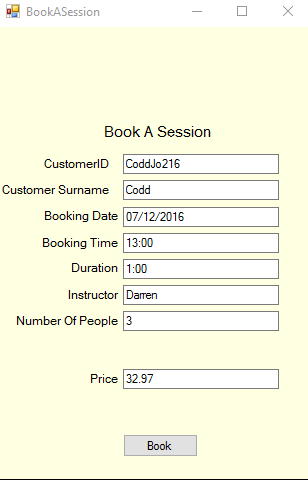 BookASession
Book A Session
CustomerID CoddJo216
Customer Surname Codd
Booking Date 07/12/2016
Booking Time 13:00
Duration 1:00
Instructor Darren
Number Of People 3
Price 32.97
Book